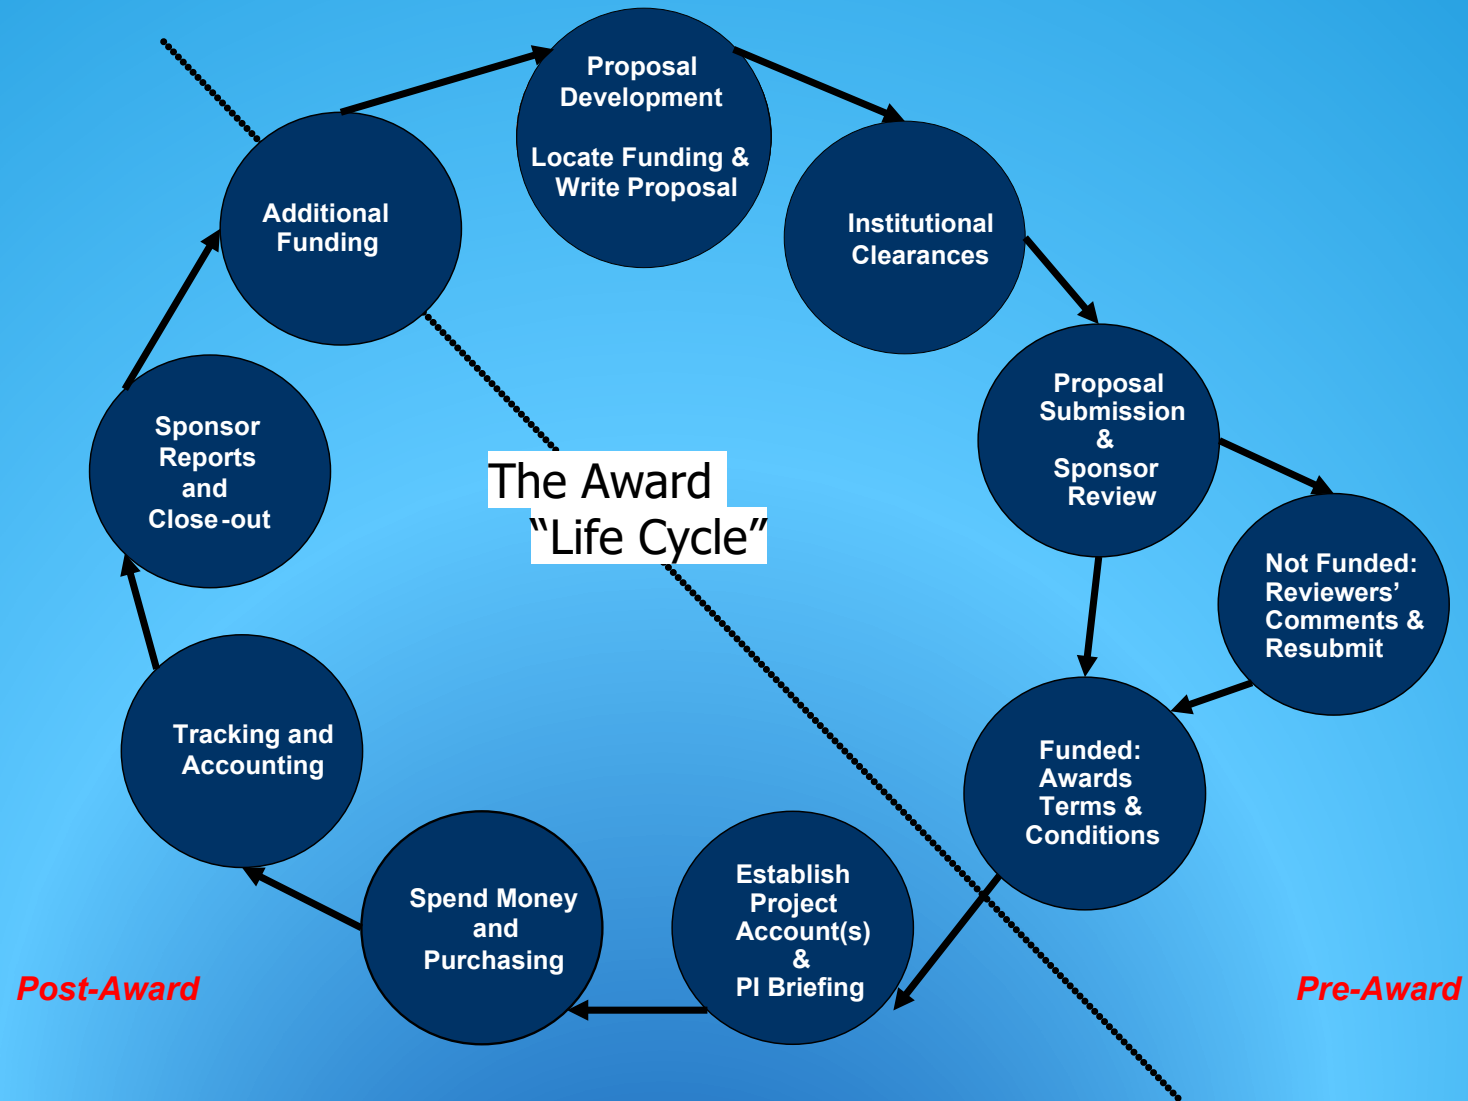 Proposal
Development
Locate Funding &
Write Proposal
Institutional
Clearances
Proposal
Submission
&
Sponsor
Review
Not Funded:
Reviewers’
Comments &
Resubmit
Funded:
Awards
Terms &
Conditions
Establish
Project
Account(s)
&
PI Briefing
Spend Money
and
Purchasing
Tracking and
Accounting
Sponsor
Reports
and
Close-out
Additional
Funding
The Award
“Life Cycle”
Post-Award
Pre-Award